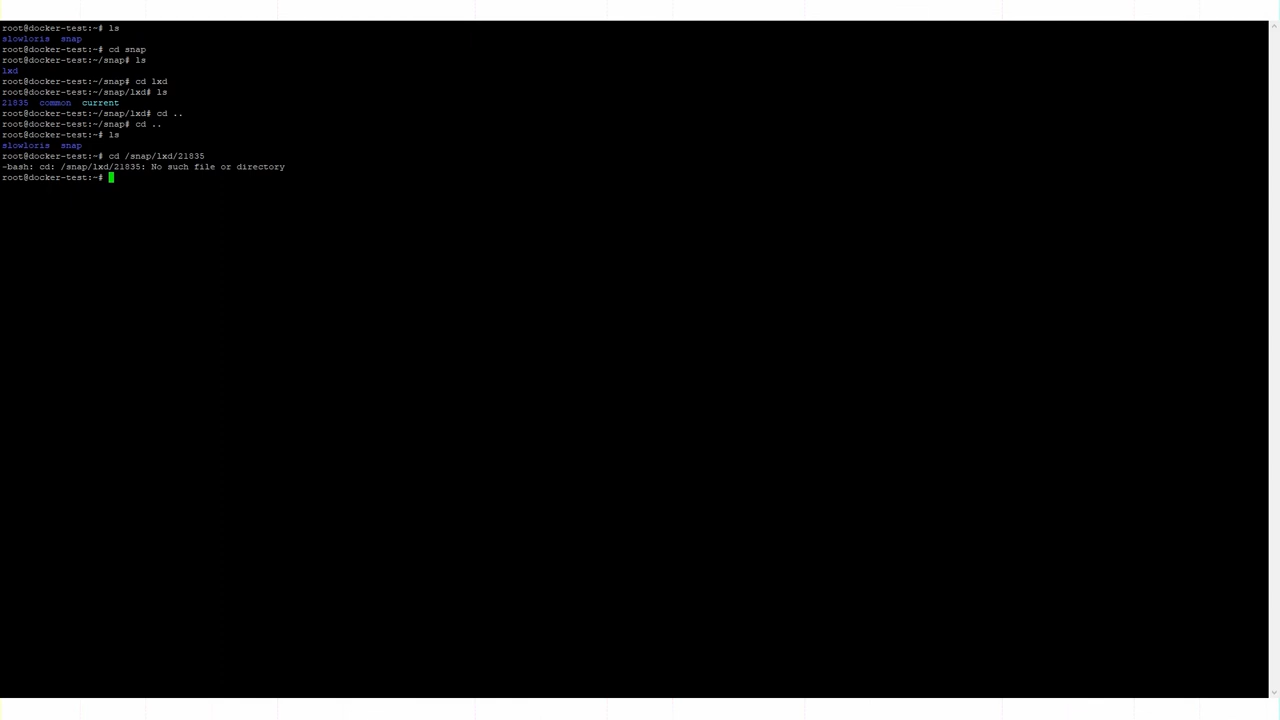 root@docker-test:~# ls
slowloris  snap
root@docker-test:~# cd snap
root@docker-test:~/snap# ls
lxd
root@docker-test:~/snap# cd lxd
root@docker-test:~/snap/lxd# ls
21835  common  current
root@docker-test:~/snap/lxd# cd ..
root@docker-test:~/snap# cd ..
root@docker-test:~# ls
slowloris  snap
root@docker-test:~# cd /snap/lxd/21835
-bash: cd: /snap/lxd/21835: No such file or directory
root@docker-test:~#